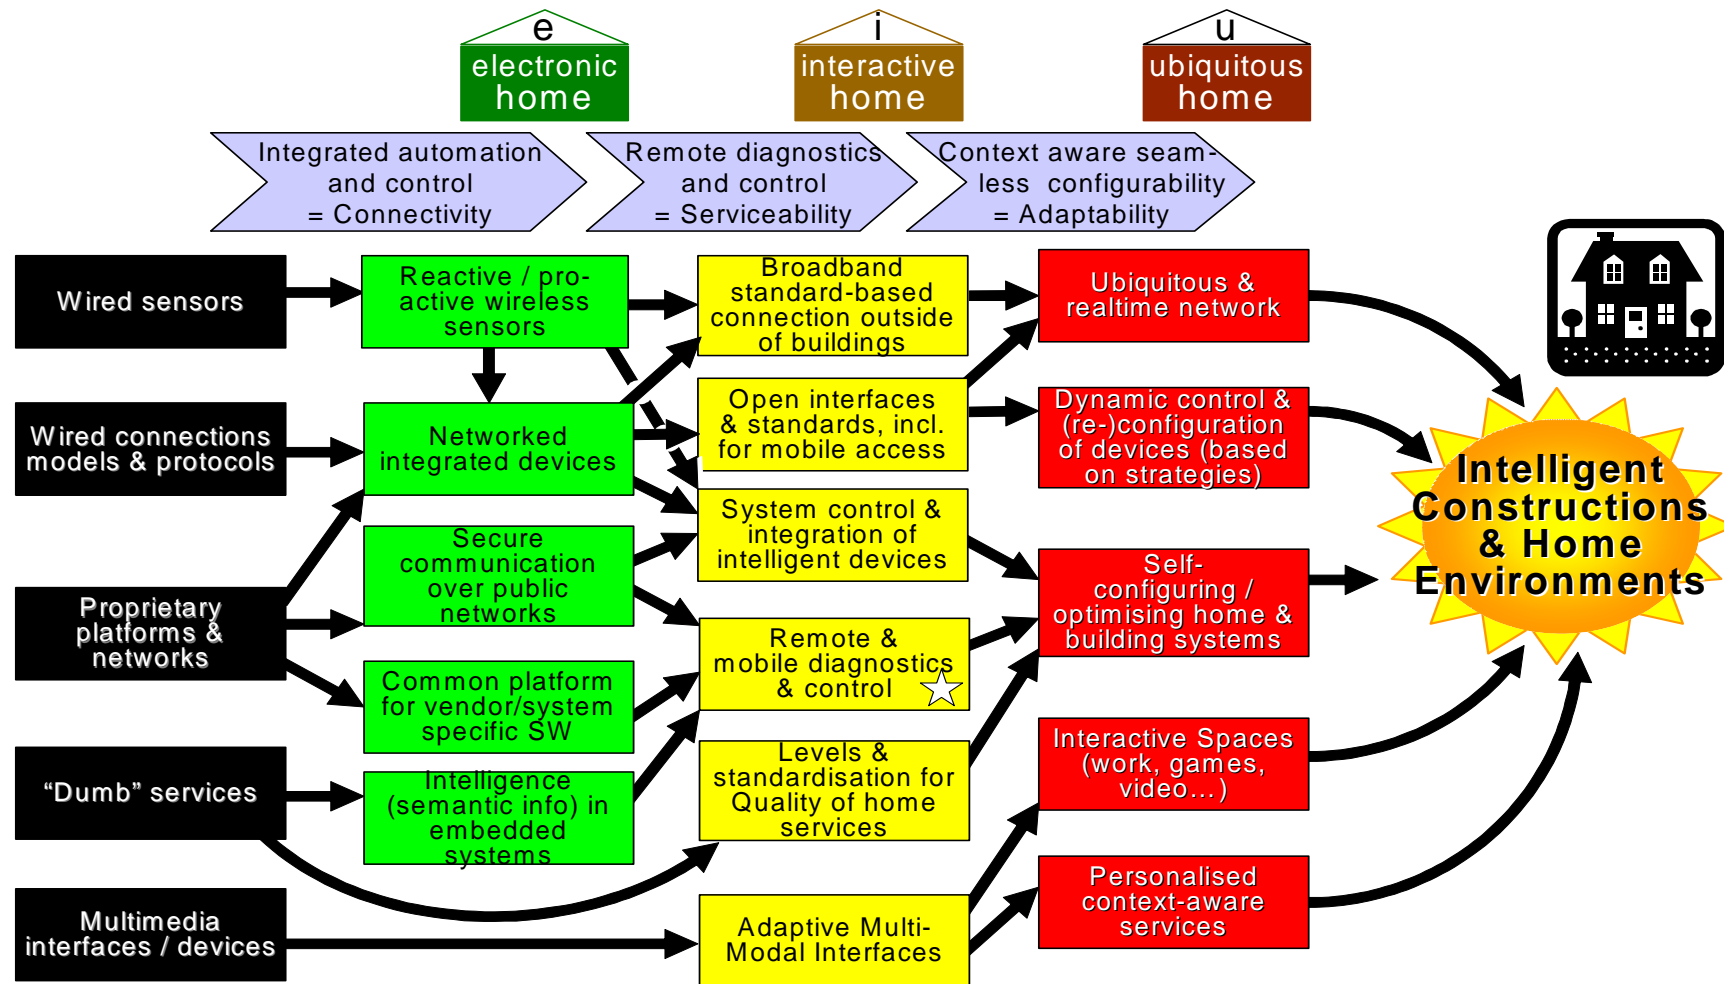 e
electronic
home
i
interactive
home
u
ubiquitous
home
Integrated automation
and control
= Connectivity
Remote diagnostics
and control
= Serviceability
Context aware seam-
less configurability
= Adaptability
Wired sensors
Wired connections
models & protocols
Proprietary
platforms &
networks
“Dumb” services
Multimedia
interfaces / devices
Reactive / pro-
active wireless
sensors
Networked
integrated devices
Secure
communication
over public
networks
Common platform
for vendor/system
specific SW
Intelligence
(semantic info) in
embedded
systems
Broadband
standard-based
connection outside
of buildings
Open interfaces
& standards, incl.
for mobile access
System control &
integration of
intelligent devices
Remote &
mobile diagnostics
& control
Levels &
standardisation for
Quality of home
services
Adaptive Multi-
Modal Interfaces
Ubiquitous &
realtime network
Dynamic control &
(re-)configuration
of devices (based
on strategies)
Self-
configuring /
optimising home &
building systems
Interactive Spaces
(work, games,
video...)
Personalised
context-aware
services
Intelligent
Constructions
& Home
Environments